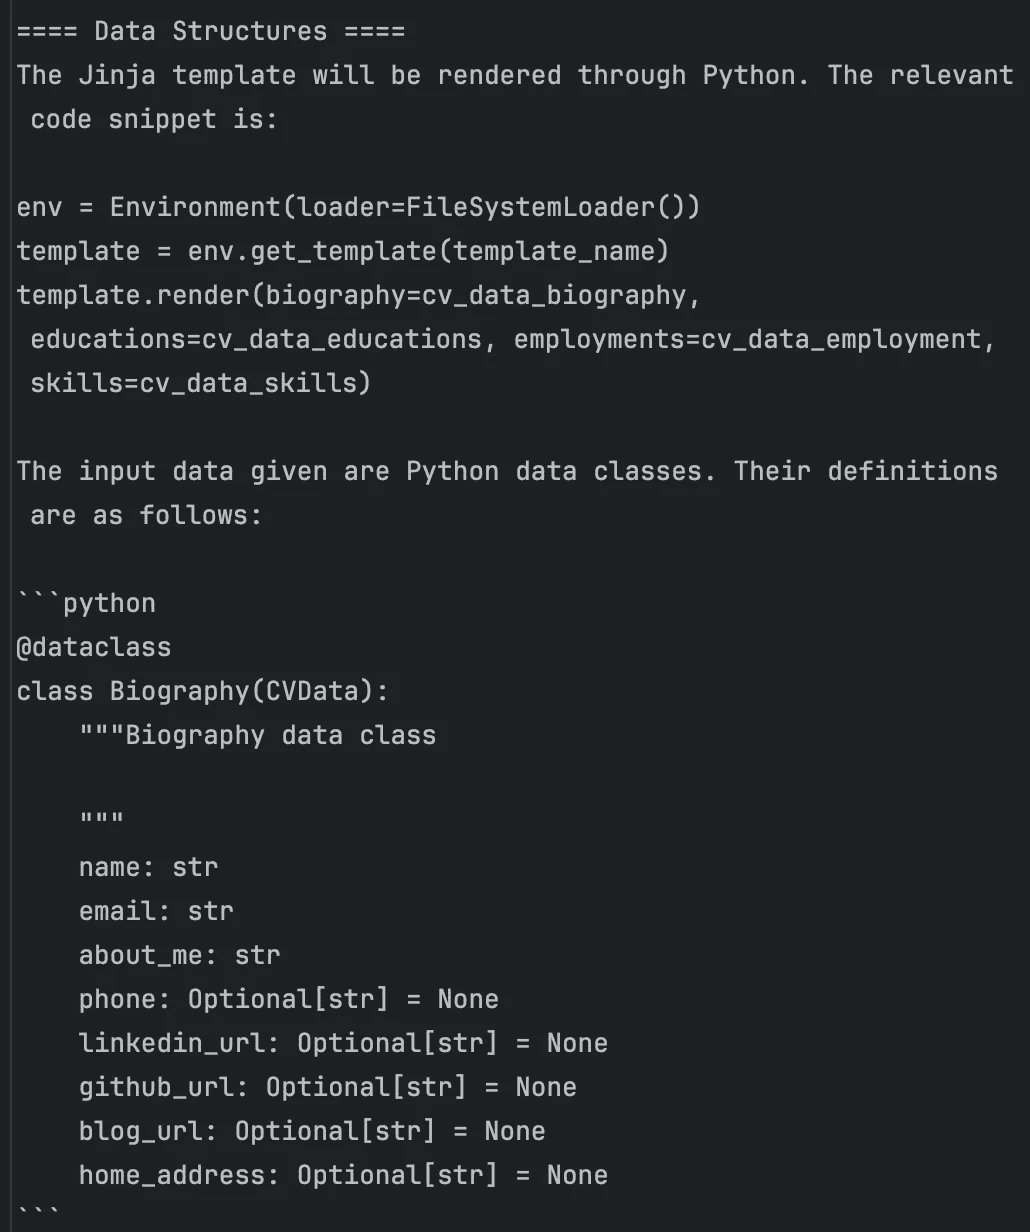 ==== Data Structures ====
The Jinja template will be rendered through Python. The relevant
code snippet is:
env = Environment(loader=FileSystemLoader())
template = env.get_template(template_name)
template.render(biography=cv_data_biography,
educations=cv_data_educations, employments=cv_data_employment,
skills=cv_data_skills)
The input data given are Python data classes. Their definitions
are as follows:
```python
@dataclass
class Biography(CVData):
    """Biography data class
    """
    name: str
    email: str
    about_me: str
    phone: Optional[str] = None
    linkedin_url: Optional[str] = None
    github_url: Optional[str] = None
    blog_url: Optional[str] = None
    home_address: Optional[str] = None
```